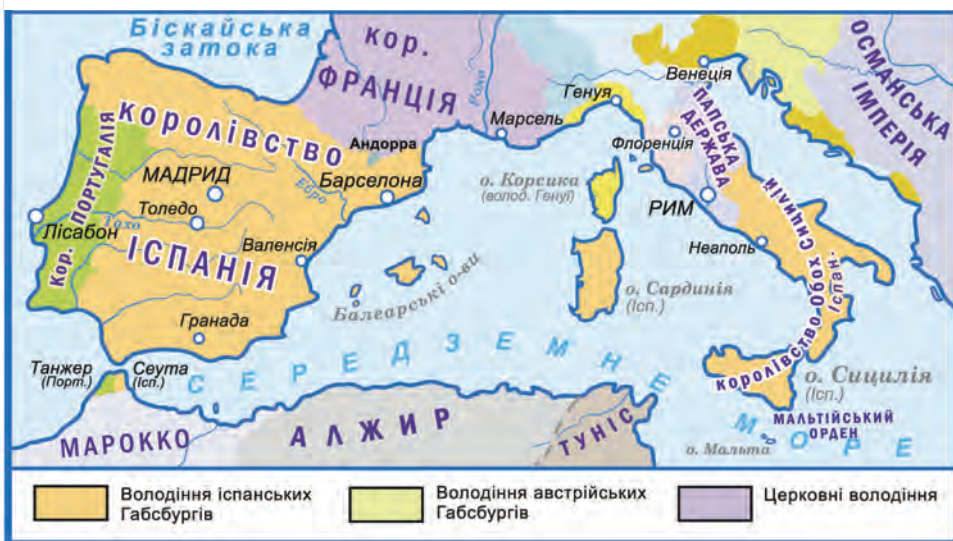 Біскайська
затока
кор.
ФРАНЦІЯ
Рона
Венеція
Генуя
ОСМАНСЬКА
ІМПЕРІЯ
Марсель
Флоренція
ПАПСЬКА
ДЕРЖАВА
Андорра
КОРОЛІВСТВО
ІСПАНІЯ
Кор. ПОРТУГАЛІЯ
МАДРИД
Барселона
Ебро
Толедо
Тахо
Лісабон
Валенсія
о. Корсика
(волод. Генуї)
РИМ
Неаполь
Королівство Обох Сицилій
Іспан.
Балеарські о-ви
о. Сардинія
(Ісп.)
Гранада
Танжер
(Порт.)
Сеута
(Ісп.)
СЕРЕДЗЕМНЕ
МОРЕ
о. Сицилія
(Ісп.)
МАЛЬТІЙСЬКИЙ
ОРДЕН
о. Мальта
МАРОККО
АЛЖИР
ТУНІС
Володіння іспанських
Габсбургів
Володіння австрійських
Габсбургів
Церковні володіння